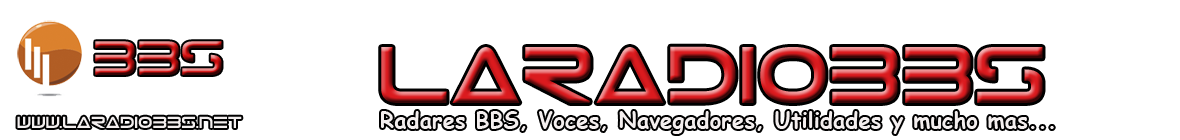 BBS
WWW.LARADIOBBS.NET
LARADIOBBS
Radares BBS, Voces, Navegadores, Utilidades y mucho mas...